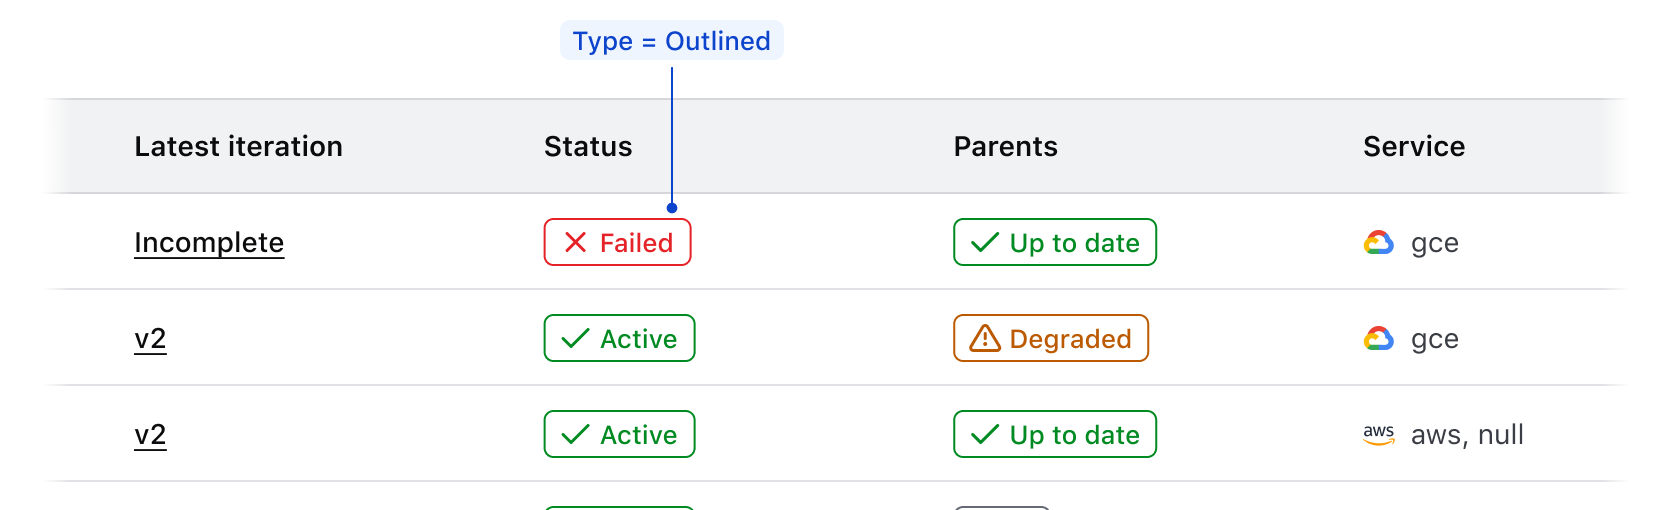 Type = Outlined
Latest iteration Status Parents Service
Incomplete Failed Up to date gce
v2 Active Degraded gce
v2 Active Up to date aws aws, null